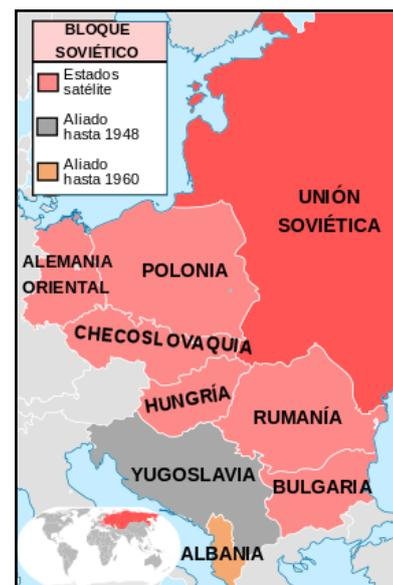 BLOQUE
SOVIÉTICO
Estados
satélite
Aliado
hasta 1948
Aliado
hasta 1960
UNIÓN
SOVIÉTICA
ALEMANIA
ORIENTAL
POLONIA
CHECOSLOVAQUIA
HUNGRÍA
RUMANÍA
YUGOSLAVIA
BULGARIA
ALBANIA